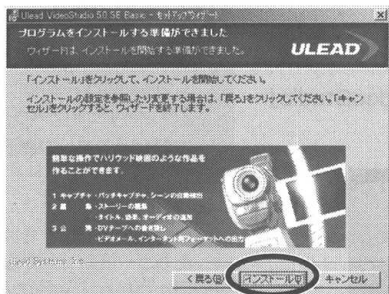 Ulead VideoStudio 5.0 SE Basic - セットアップウィザード
プログラムをインストールする準備ができました
ウィザードは、インストールを開始する準備ができました。
ULEAD
「インストール」をクリックして、インストールを開始してください。
インストールの設定を参照したり変更する場合は、「戻る」をクリックしてください。「キャン
セル」をクリックすると、ウィザードを終了します。
簡単な操作でハリウッド映画のような作品を
作ることができます。
1 キャプチャ・バッチキャプチャ、シーンの自動検出
2 編 集・ストーリーの編集
・タイトル、効果、オーディオの追加
3 公 開・DVテープへの書き戻し
・ビデオメール、インターネット用フォーマットへの出力
Ulead Systems, Inc.
< 戻る(B)
インストール(I)
キャンセル